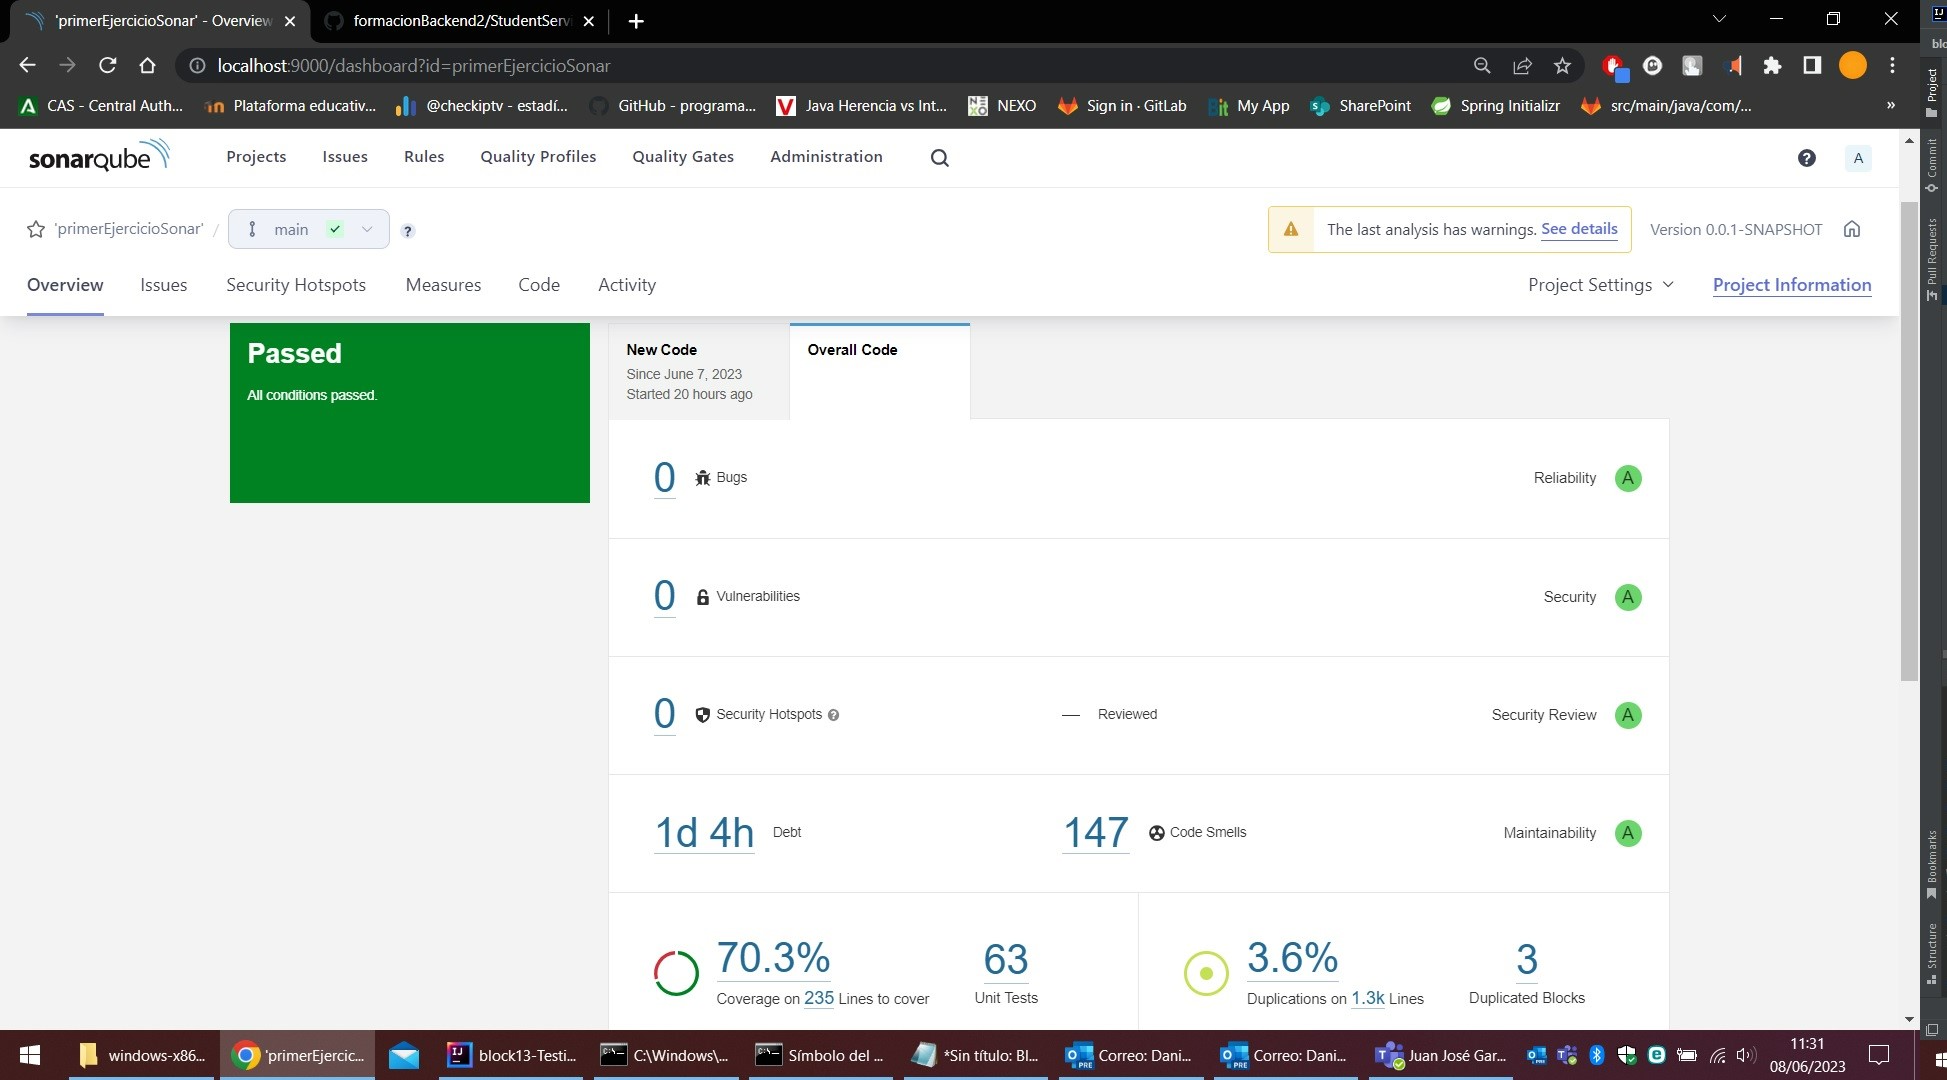 'primerEjercicioSonar' - Overview
formacionBackend2/StudentServi
localhost:9000/dashboard?id=primerEjercicioSonar
CAS - Central Auth...
Plataforma educativ...
@checkiptv - estadí...
GitHub - programa...
Java Herencia vs Int...
NEXO
Sign in · GitLab
My App
SharePoint
Spring Initializr
src/main/java/com/...
»
sonarqube
Projects
Issues
Rules
Quality Profiles
Quality Gates
Administration
A
'primerEjercicioSonar' /
main
The last analysis has warnings. See details
Version 0.0.1-SNAPSHOT
Overview
Issues
Security Hotspots
Measures
Code
Activity
Project Settings
Project Information
Passed
All conditions passed.
New Code
Since June 7, 2023
Started 20 hours ago
Overall Code
0 Bugs
Reliability A
0 Vulnerabilities
Security A
0 Security Hotspots
— Reviewed
Security Review A
1d 4h Debt
147 Code Smells
Maintainability A
70.3%
Coverage on 235 Lines to cover
63
Unit Tests
3.6%
Duplications on 1.3k Lines
3
Duplicated Blocks
Project
Commit
Pull Requests
Bookmarks
Structure
windows-x86...
'primerEjercic...
block13-Testi...
C:\Windows\...
Símbolo del ...
*Sin título: Bl...
Correo: Dani...
Correo: Dani...
Juan José Gar...
11:31
08/06/2023